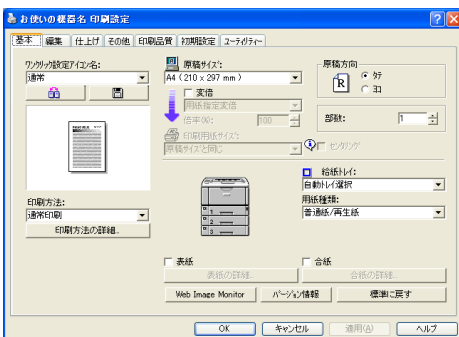 お使いの機器名 印刷設定
基本 編集 仕上げ その他 印刷品質 初期設定 ユーティリティー
ワンクリック設定アイコン名:
通常
印刷方法:
通常印刷
印刷方法の詳細...
原稿サイズ:
A4 (210 x 297 mm)
変倍
用紙指定変倍
倍率(%): 100
印刷用紙サイズ:
原稿サイズと同じ
原稿方向
R
タテ
ヨコ
部数: 1
センタリング
給紙トレイ:
自動トレイ選択
用紙種類:
普通紙/再生紙
1
2
3
表紙 合紙
表紙の詳細... 合紙の詳細...
Web Image Monitor バージョン情報 標準に戻す
OK キャンセル 適用(A) ヘルプ